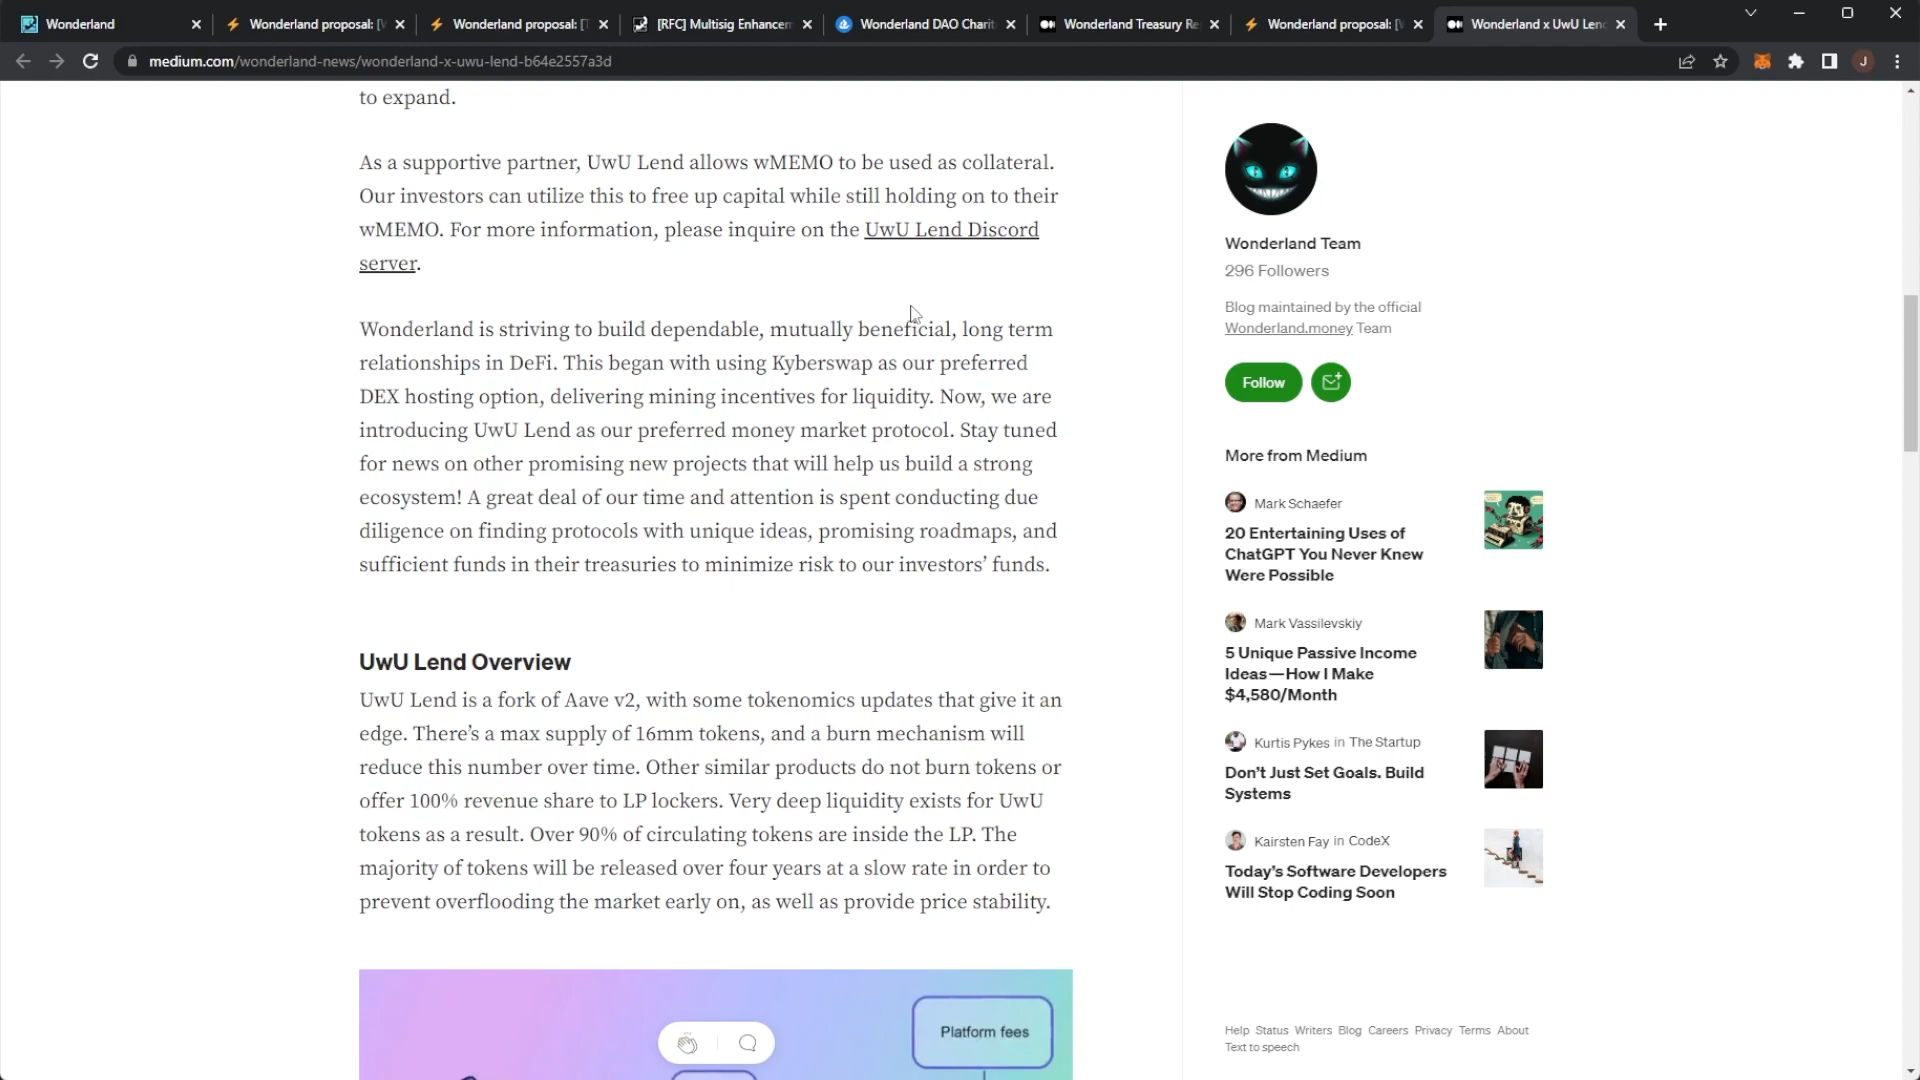 Wonderland
Wonderland proposal: [W
Wonderland proposal: [T
[RFC] Multisig Enhancem
Wonderland DAO Charit
Wonderland Treasury Re
Wonderland proposal: [W
Wonderland x UwU Len
medium.com/wonderland-news/wonderland-x-uwu-lend-b64e2557a3d
J
to expand.
As a supportive partner, UwU Lend allows wMEMO to be used as collateral.
Our investors can utilize this to free up capital while still holding on to their
wMEMO. For more information, please inquire on the UwU Lend Discord
server.
Wonderland is striving to build dependable, mutually beneficial, long term
relationships in DeFi. This began with using Kyberswap as our preferred
DEX hosting option, delivering mining incentives for liquidity. Now, we are
introducing UwU Lend as our preferred money market protocol. Stay tuned
for news on other promising new projects that will help us build a strong
ecosystem! A great deal of our time and attention is spent conducting due
diligence on finding protocols with unique ideas, promising roadmaps, and
sufficient funds in their treasuries to minimize risk to our investors’ funds.
UwU Lend Overview
UwU Lend is a fork of Aave v2, with some tokenomics updates that give it an
edge. There’s a max supply of 16mm tokens, and a burn mechanism will
reduce this number over time. Other similar products do not burn tokens or
offer 100% revenue share to LP lockers. Very deep liquidity exists for UwU
tokens as a result. Over 90% of circulating tokens are inside the LP. The
majority of tokens will be released over four years at a slow rate in order to
prevent overflooding the market early on, as well as provide price stability.
Platform fees
Wonderland Team
296 Followers
Blog maintained by the official
Wonderland.money Team
Follow
More from Medium
Mark Schaefer
20 Entertaining Uses of
ChatGPT You Never Knew
Were Possible
Mark Vassilevskiy
5 Unique Passive Income
Ideas — How I Make
$4,580/Month
Kurtis Pykes in The Startup
Don’t Just Set Goals. Build
Systems
Kairsten Fay in CodeX
Today’s Software Developers
Will Stop Coding Soon
Help Status Writers Blog Careers Privacy Terms About
Text to speech